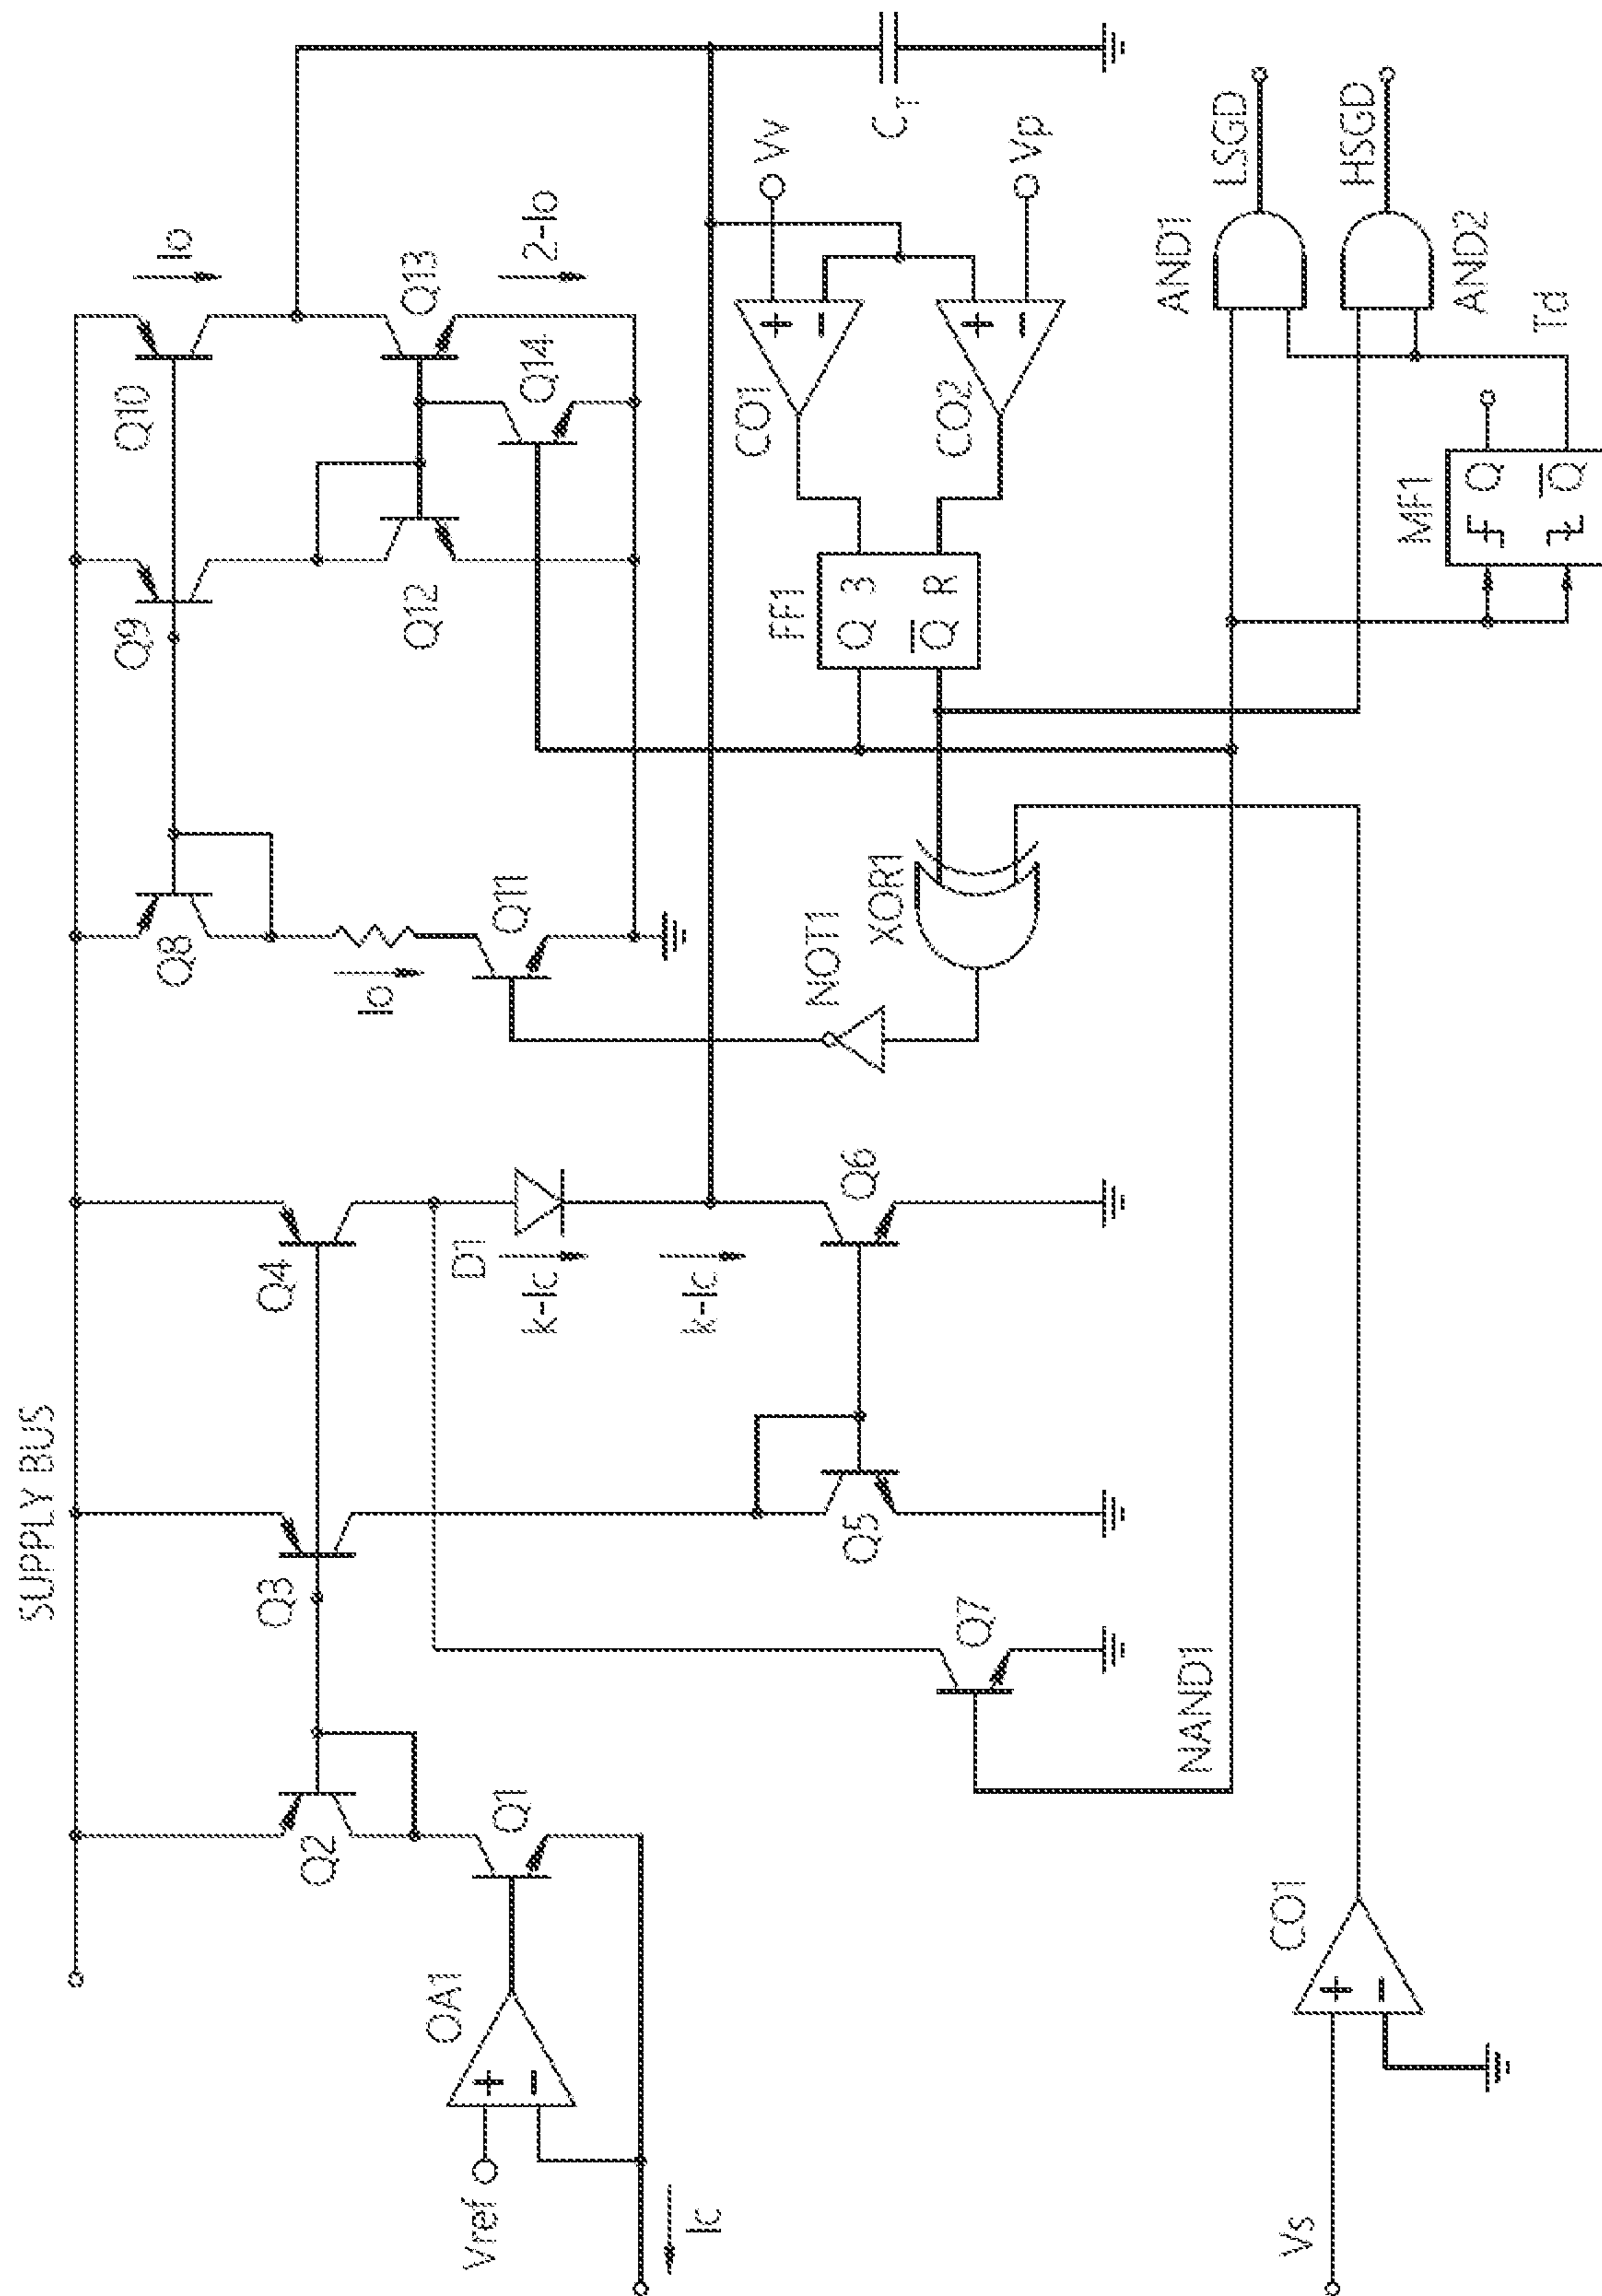 SUPPLY BUS
Q2
Q3
Q4
Q8
Q9
Q10
Io
Vref
+
-
OA1
Q1
D1
k-Ic
k-Ic
Io
Q11
Q12
Q13
Q14
2-Io
Ic
Q5
Q6
Q7
NOT1
XOR1
FF1
Q 3
Q R
CO1
+
-
CO2
+
-
Vv
Vp
CT
NAND1
Vs
+
-
CO1
AND1
LSGD
HSGD
AND2
MF1
Q
Q
Td